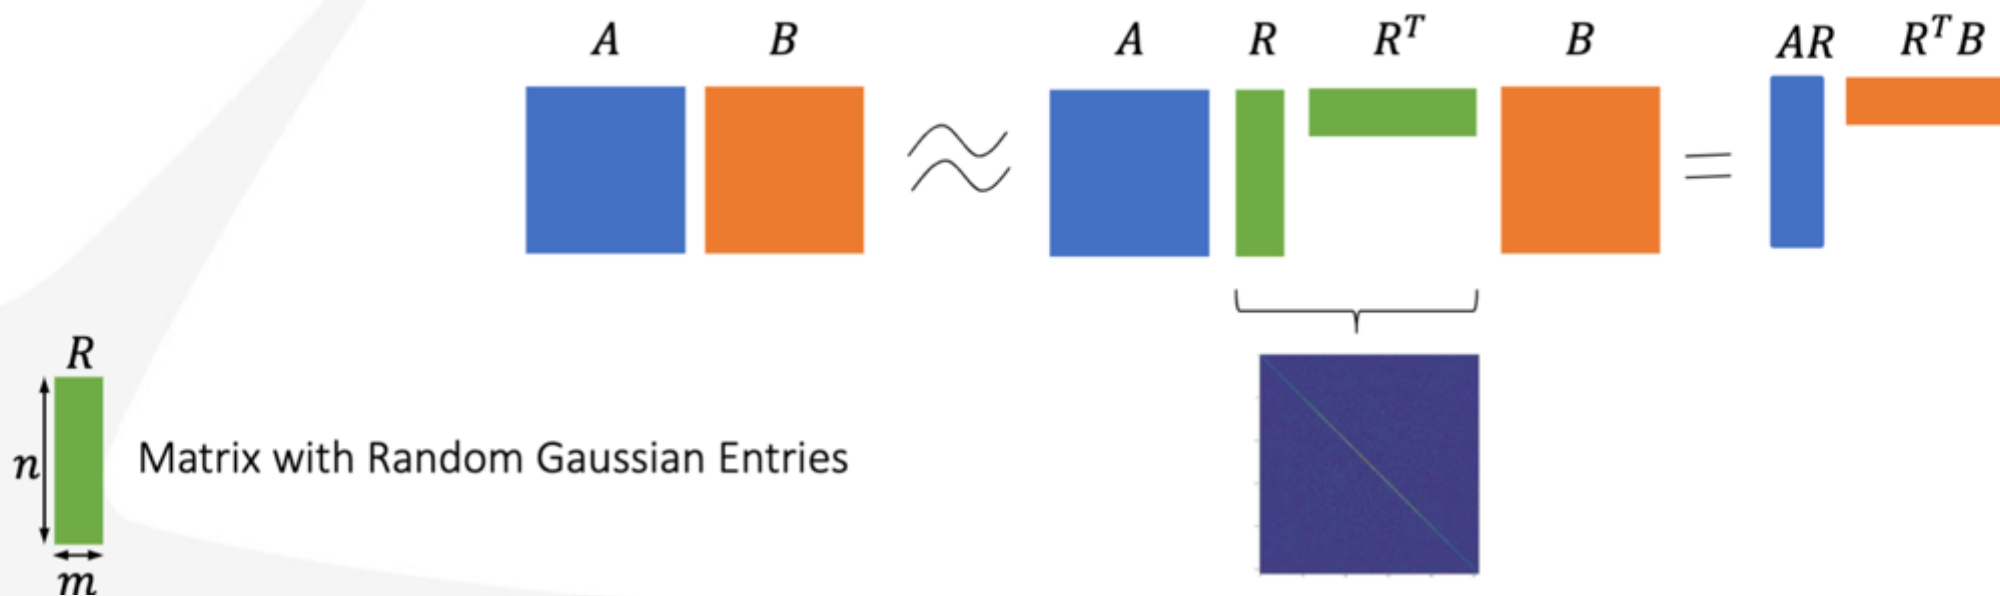 A B A R R^T B AR R^T B
R
n Matrix with Random Gaussian Entries
m